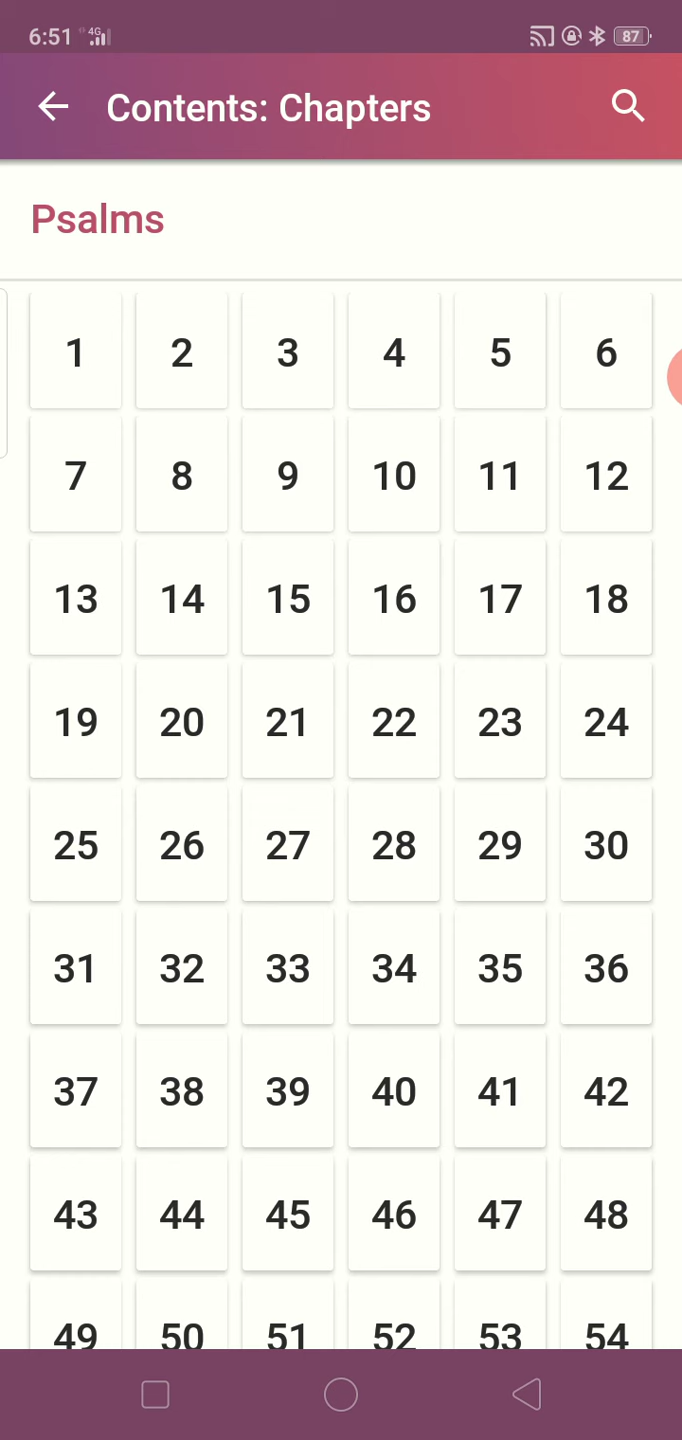 6:51 4G 87
Contents: Chapters
Psalms
1 2 3 4 5 6
7 8 9 10 11 12
13 14 15 16 17 18
19 20 21 22 23 24
25 26 27 28 29 30
31 32 33 34 35 36
37 38 39 40 41 42
43 44 45 46 47 48
49 50 51 52 53 54